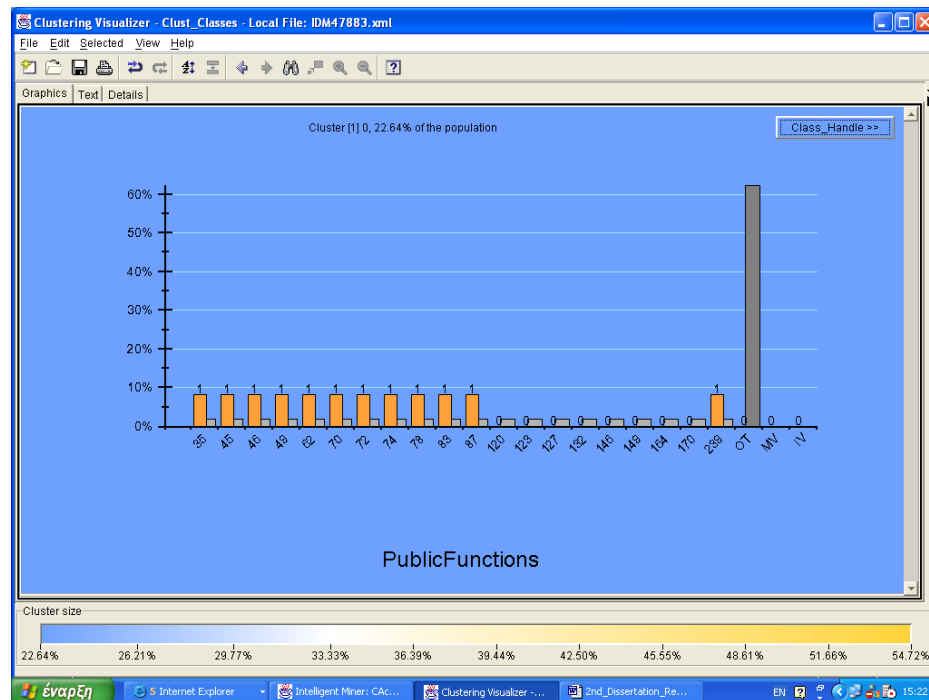 Clustering Visualizer - Clust_Classes - Local File: IDM47883.xml
File Edit Selected View Help
Graphics Text Details
Cluster [1] 0, 22.64% of the population
Class_Handle >>
60%
50%
40%
30%
20%
10%
0%
1 1 1 1 1 1 1 1 1 1 1 0 0 0 0 0 0 0 0 1 0 0 0
35 45 46 49 62 70 72 74 78 83 87 120 123 127 132 146 149 164 170 239 OT MV IV
PublicFunctions
Cluster size
22.64% 26.21% 29.77% 33.33% 36.39% 39.44% 42.50% 45.55% 48.61% 51.66% 54.72%
έναρξη 5 Internet Explorer Intelligent Miner: CAc... Clustering Visualizer -... 2nd_Dissertation_Re... EN 15:22